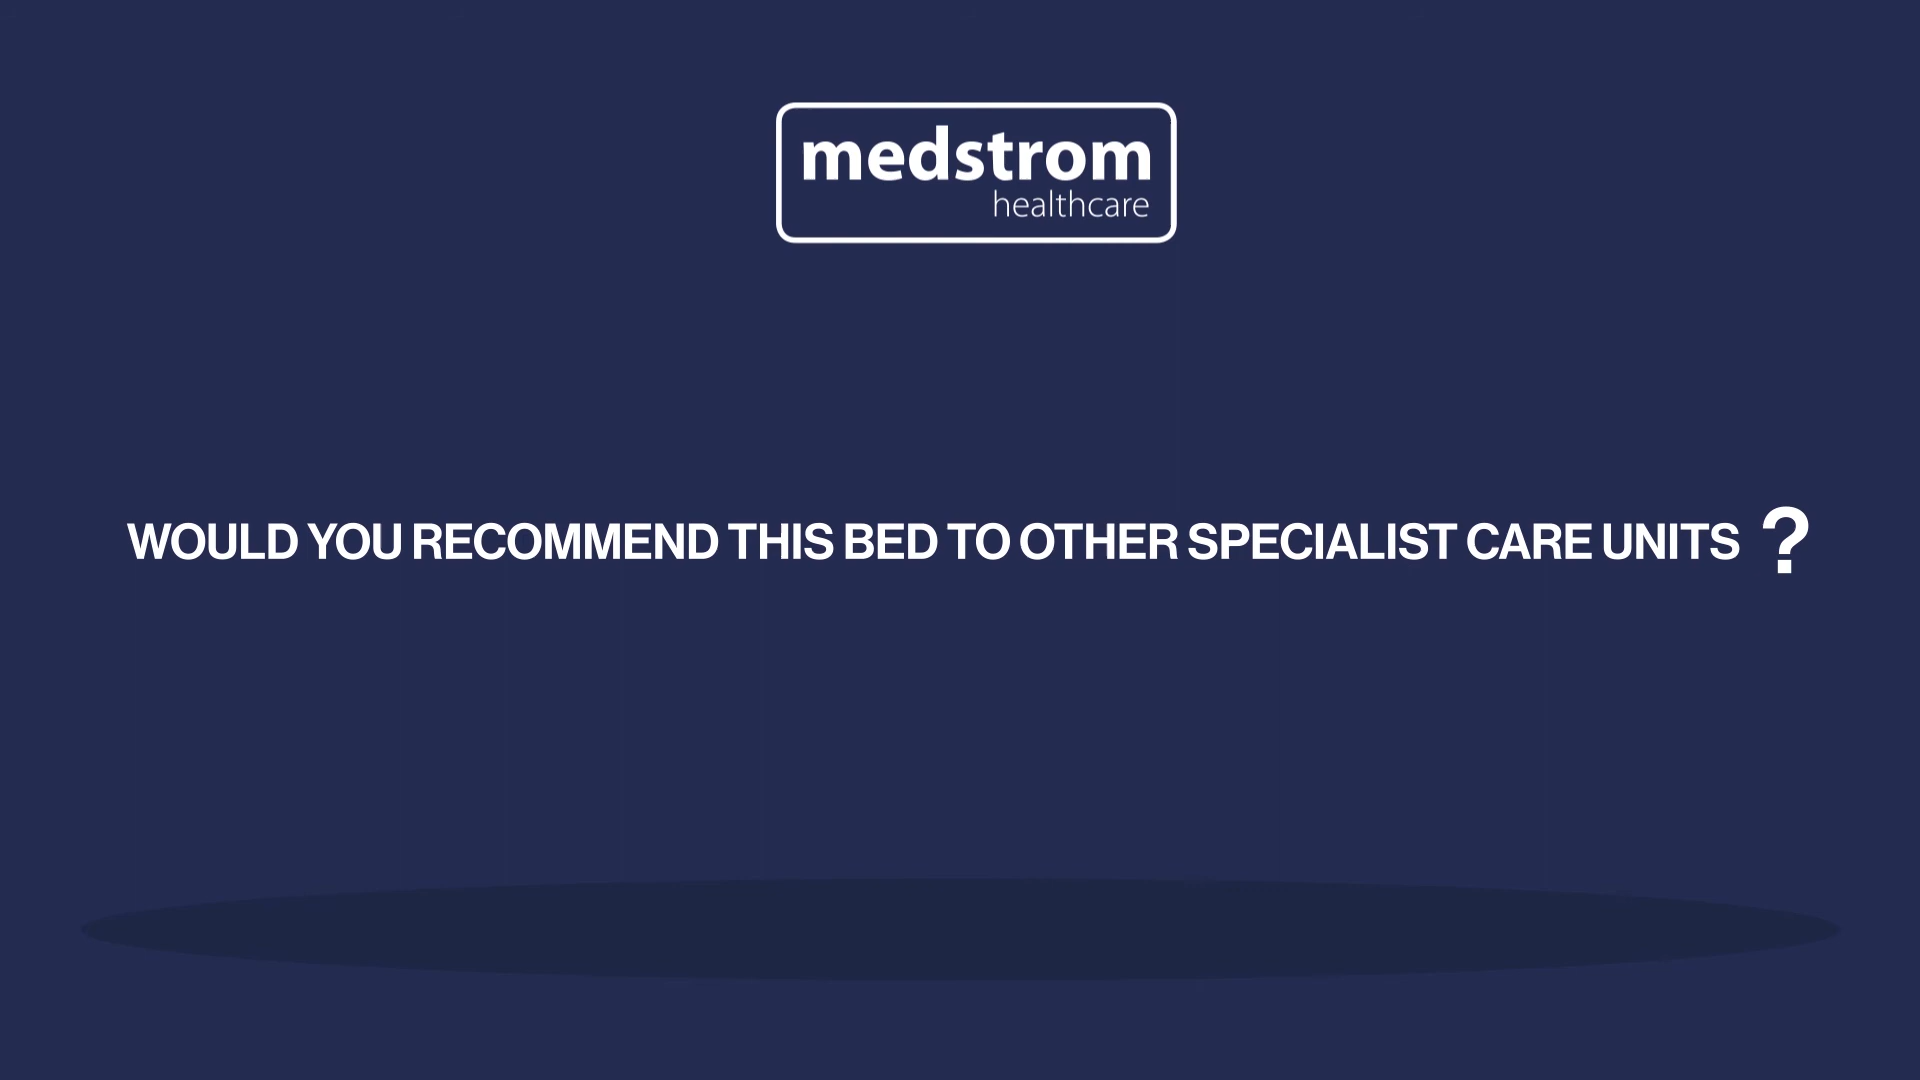 medstrom
healthcare
WOULD YOU RECOMMEND THIS BED TO OTHER SPECIALIST CARE UNITS ?